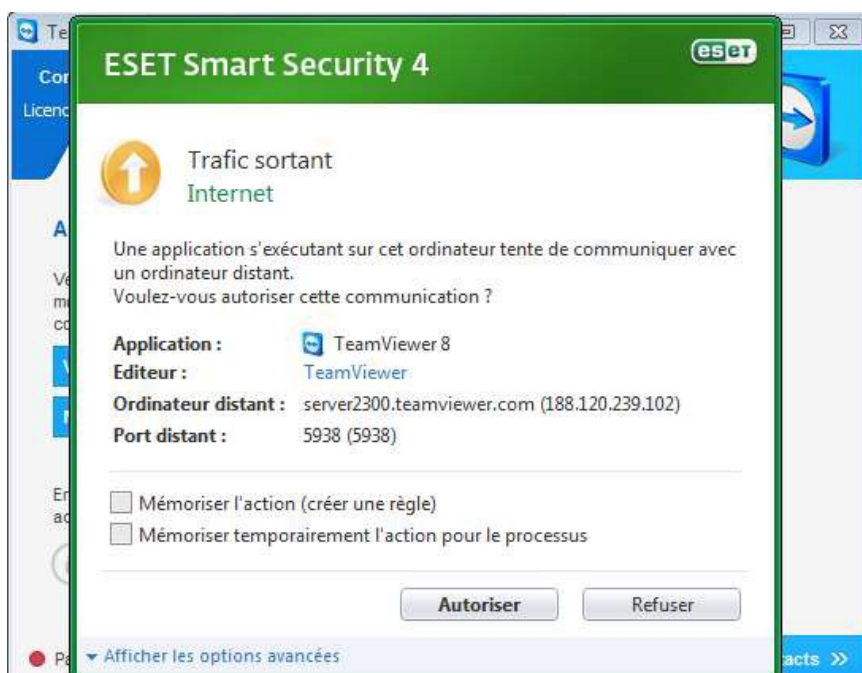 ESET Smart Security 4
eseT
Trafic sortant
Internet
Une application s'exécutant sur cet ordinateur tente de communiquer avec
un ordinateur distant.
Voulez-vous autoriser cette communication ?
Application : TeamViewer 8
Editeur : TeamViewer
Ordinateur distant : server2300.teamviewer.com (188.120.239.102)
Port distant : 5938 (5938)
Mémoriser l'action (créer une règle)
Mémoriser temporairement l'action pour le processus
Autoriser
Refuser
Afficher les options avancées